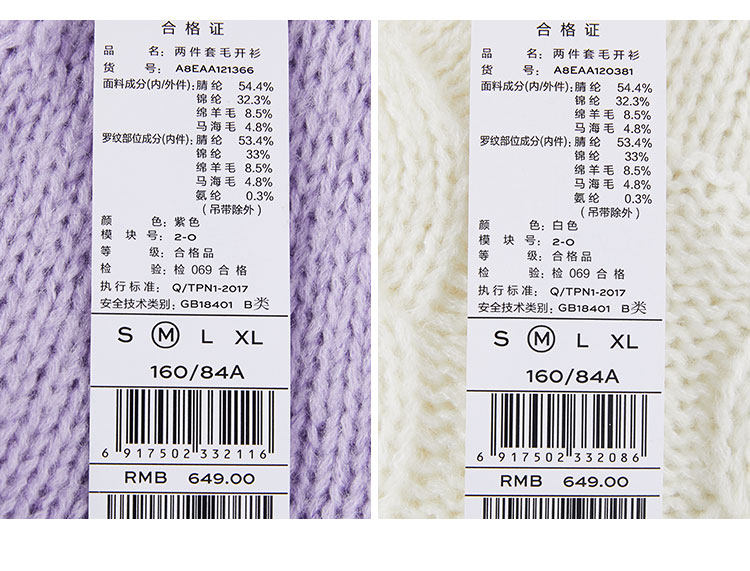 合格证
品 名: 两件套毛开衫
货 号: A8EAA121366
面料成分(内/外件): 腈纶 54.4%
锦纶 32.3%
绵羊毛 8.5%
马海毛 4.8%
罗纹部位成分(内件): 腈纶 53.4%
锦纶 33%
绵羊毛 8.5%
马海毛 4.8%
氨纶 0.3%
(吊带除外)
颜 色: 紫色
模 块 号: 2-0
等 级: 合格品
检 验: 检 069 合格
执行标准: Q/TPN1-2017
安全技术类别: GB18401 B类
S M L XL
160/84A
6 917502 332116
RMB 649.00
合格证
品 名: 两件套毛开衫
货 号: A8EAA120381
面料成分(内/外件): 腈纶 54.4%
锦纶 32.3%
绵羊毛 8.5%
马海毛 4.8%
罗纹部位成分(内件): 腈纶 53.4%
锦纶 33%
绵羊毛 8.5%
马海毛 4.8%
氨纶 0.3%
(吊带除外)
颜 色: 白色
模 块 号: 2-0
等 级: 合格品
检 验: 检 069 合格
执行标准: Q/TPN1-2017
安全技术类别: GB18401 B类
S M L XL
160/84A
6 917502 332086
RMB 649.00